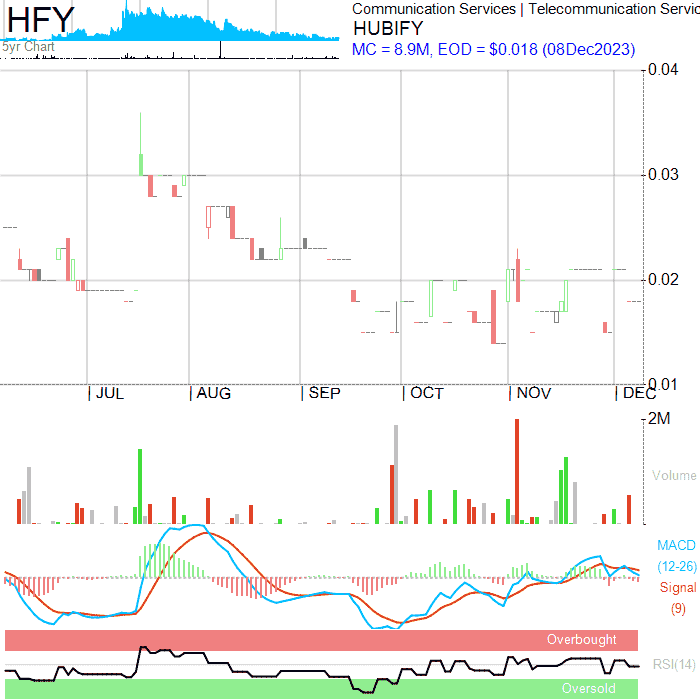 HFY
Communication Services | Telecommunication Servic
HUBIFY
5yr Chart
MC = 8.9M, EOD = $0.018 (08Dec2023)
0.04
0.03
0.02
0.01
| JUL | AUG | SEP | OCT | NOV | DEC
2M
Volume
MACD
(12-26)
Signal
(9)
Overbought
RSI(14)
Oversold